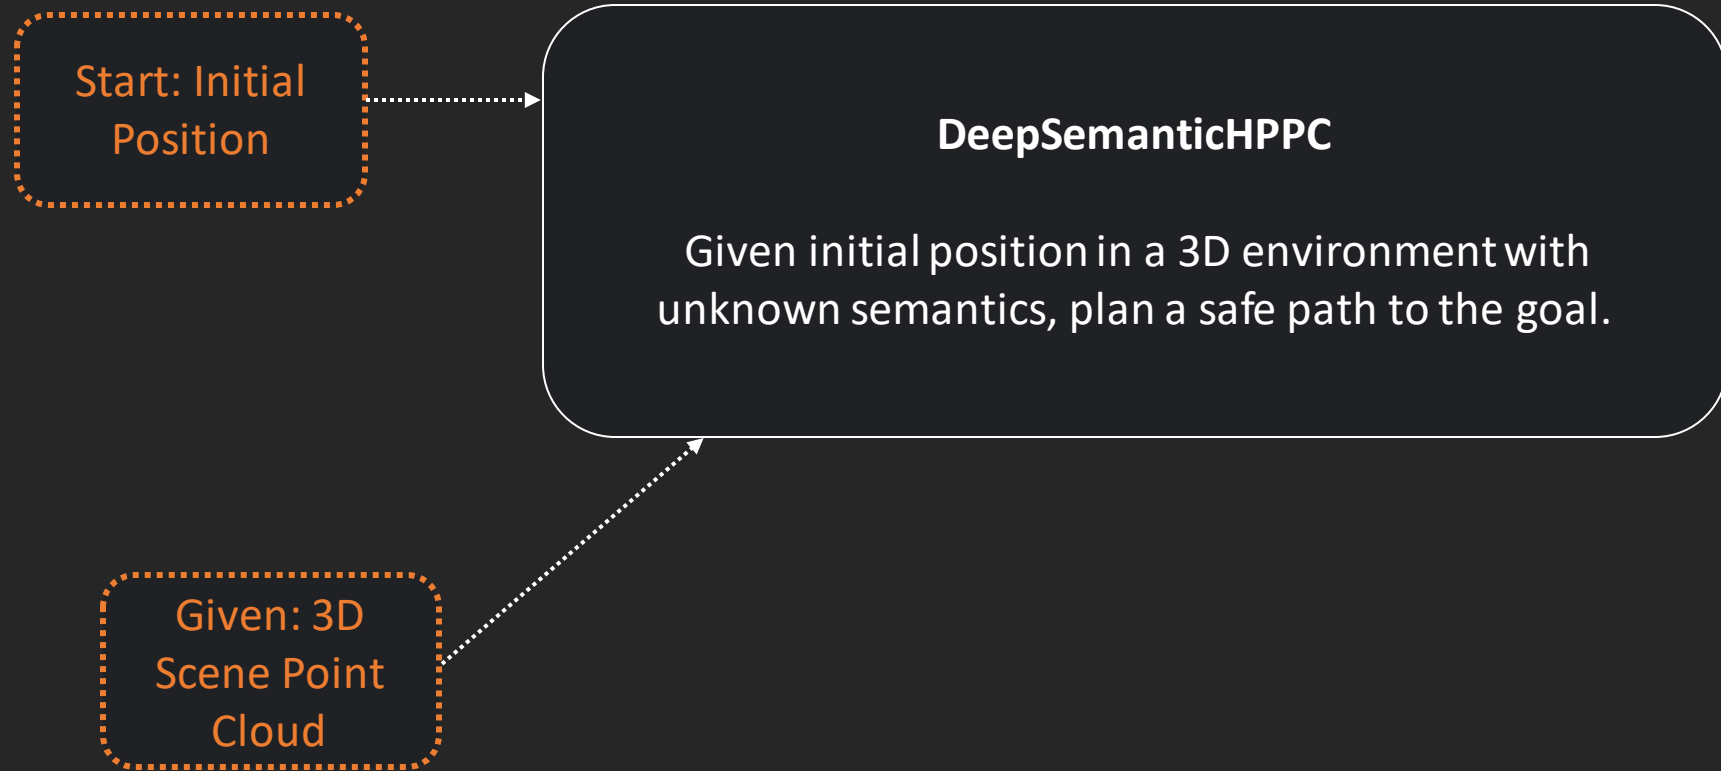 Start: Initial
Position
DeepSemanticHPPC
Given initial position in a 3D environment with
unknown semantics, plan a safe path to the goal.
Given: 3D
Scene Point
Cloud